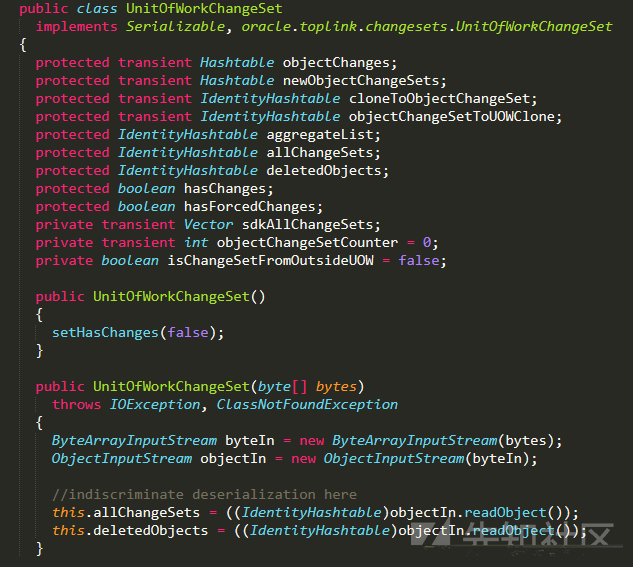 public class UnitOfWorkChangeSet
implements Serializable, oracle.toplink.changesets.UnitOfWorkChangeSet
{
protected transient Hashtable objectChanges;
protected transient Hashtable newObjectChangeSets;
protected transient IdentityHashtable cloneToObjectChangeSet;
protected transient IdentityHashtable objectChangeSetToUOWClone;
protected IdentityHashtable aggregateList;
protected IdentityHashtable allChangeSets;
protected IdentityHashtable deletedObjects;
protected boolean hasChanges;
protected boolean hasForcedChanges;
private transient Vector sdkAllChangeSets;
private transient int objectChangeSetCounter = 0;
private boolean isChangeSetFromOutsideUOW = false;
public UnitOfWorkChangeSet()
{
setHasChanges(false);
}
public UnitOfWorkChangeSet(byte[] bytes)
throws IOException, ClassNotFoundException
{
ByteArrayInputStream byteIn = new ByteArrayInputStream(bytes);
ObjectInputStream objectIn = new ObjectInputStream(byteIn);
//indiscriminate deserialization here
this.allChangeSets = ((IdentityHashtable)objectIn.readObject());
this.deletedObjects = ((IdentityHashtable)objectIn.readObject());
}
先知社区